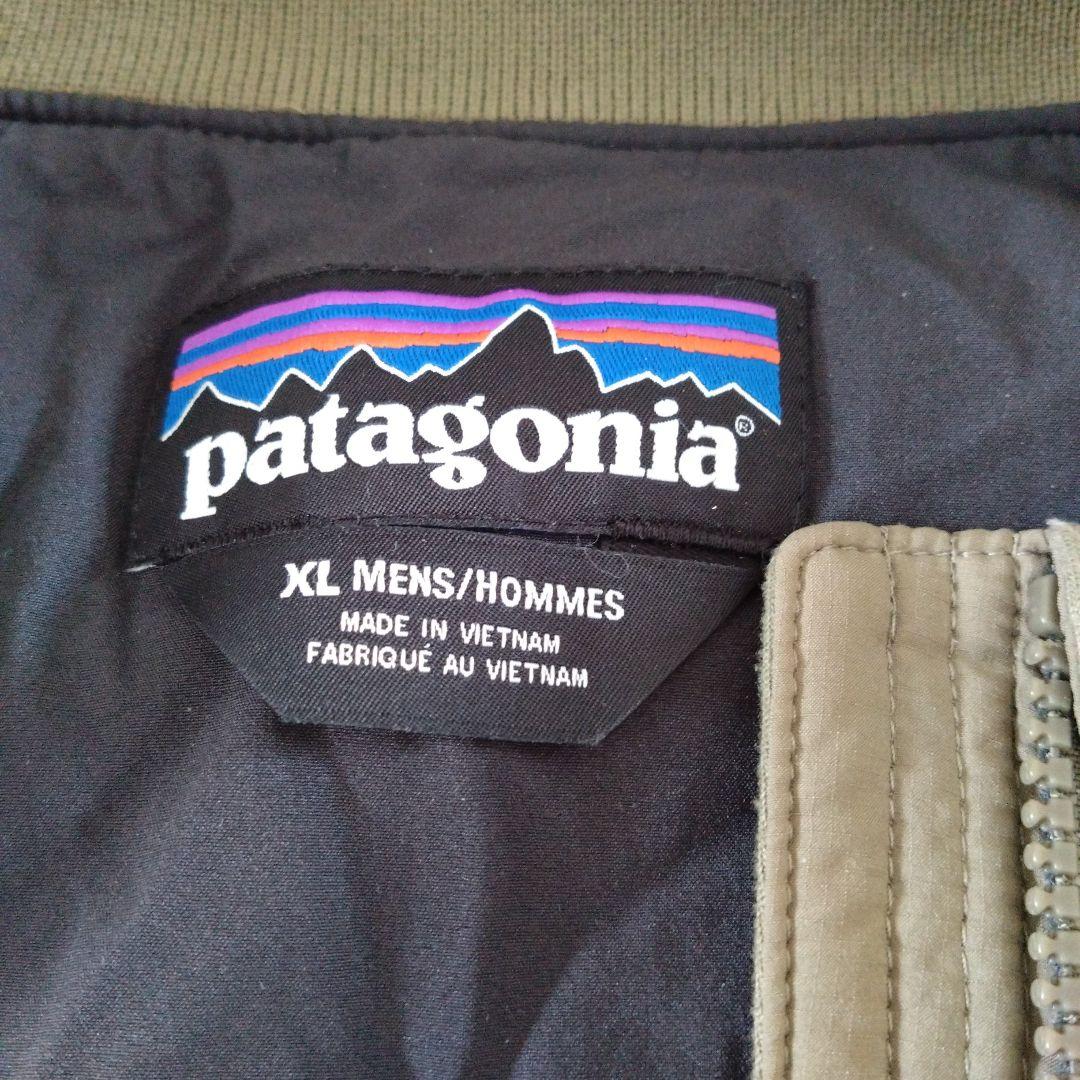 patagonia®
XL MENS/HOMMES
MADE IN VIETNAM
FABRIQUÉ AU VIETNAM